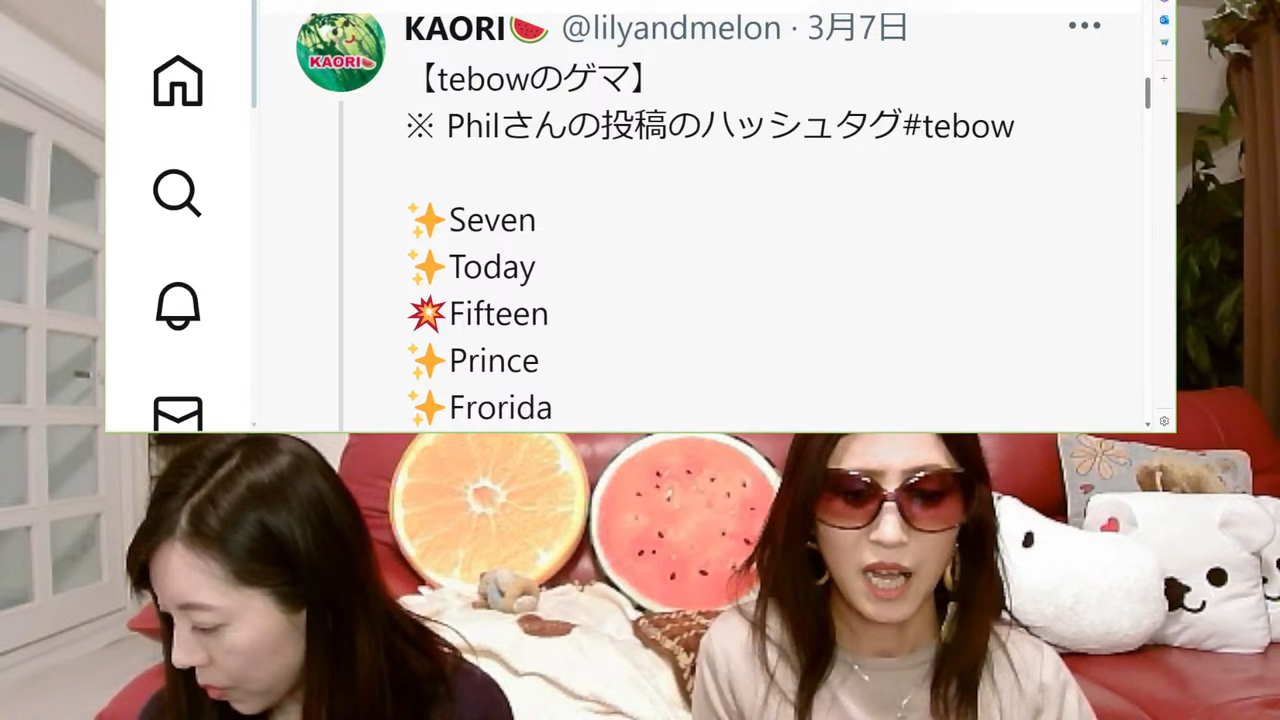 KAORI🍉 @lilyandmelon · 3月7日
KAORI🍉
【tebowのゲマ】
※ Philさんの投稿のハッシュタグ#tebow
✨Seven
✨Today
💥Fifteen
✨Prince
✨Frorida